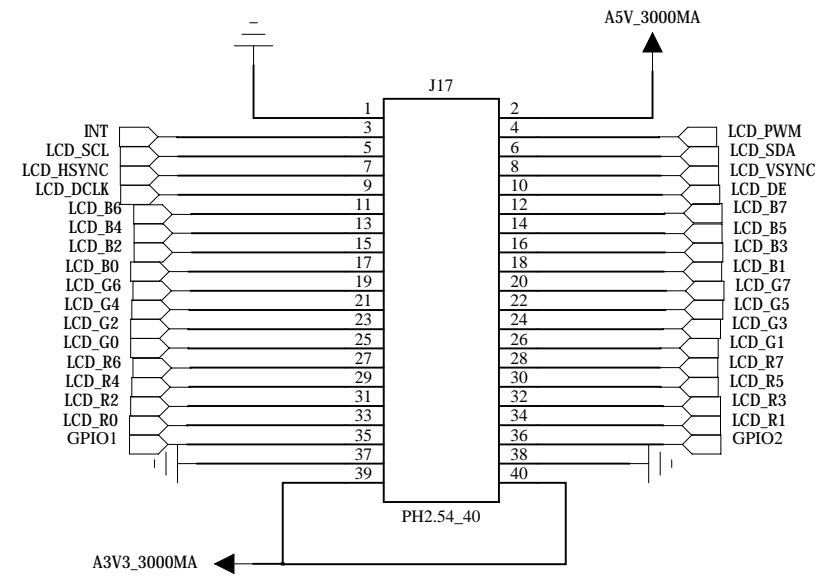 A5V_3000MA
J17
1 2
INT 3 4 LCD_PWM
LCD_SCL 5 6 LCD_SDA
LCD_HSYNC 7 8 LCD_VSYNC
LCD_DCLK 9 10 LCD_DE
LCD_B6 11 12 LCD_B7
LCD_B4 13 14 LCD_B5
LCD_B2 15 16 LCD_B3
LCD_B0 17 18 LCD_B1
LCD_G6 19 20 LCD_G7
LCD_G4 21 22 LCD_G5
LCD_G2 23 24 LCD_G3
LCD_G0 25 26 LCD_G1
LCD_R6 27 28 LCD_R7
LCD_R4 29 30 LCD_R5
LCD_R2 31 32 LCD_R3
LCD_R0 33 34 LCD_R1
GPIO1 35 36 GPIO2
37 38
39 40
PH2.54_40
A3V3_3000MA